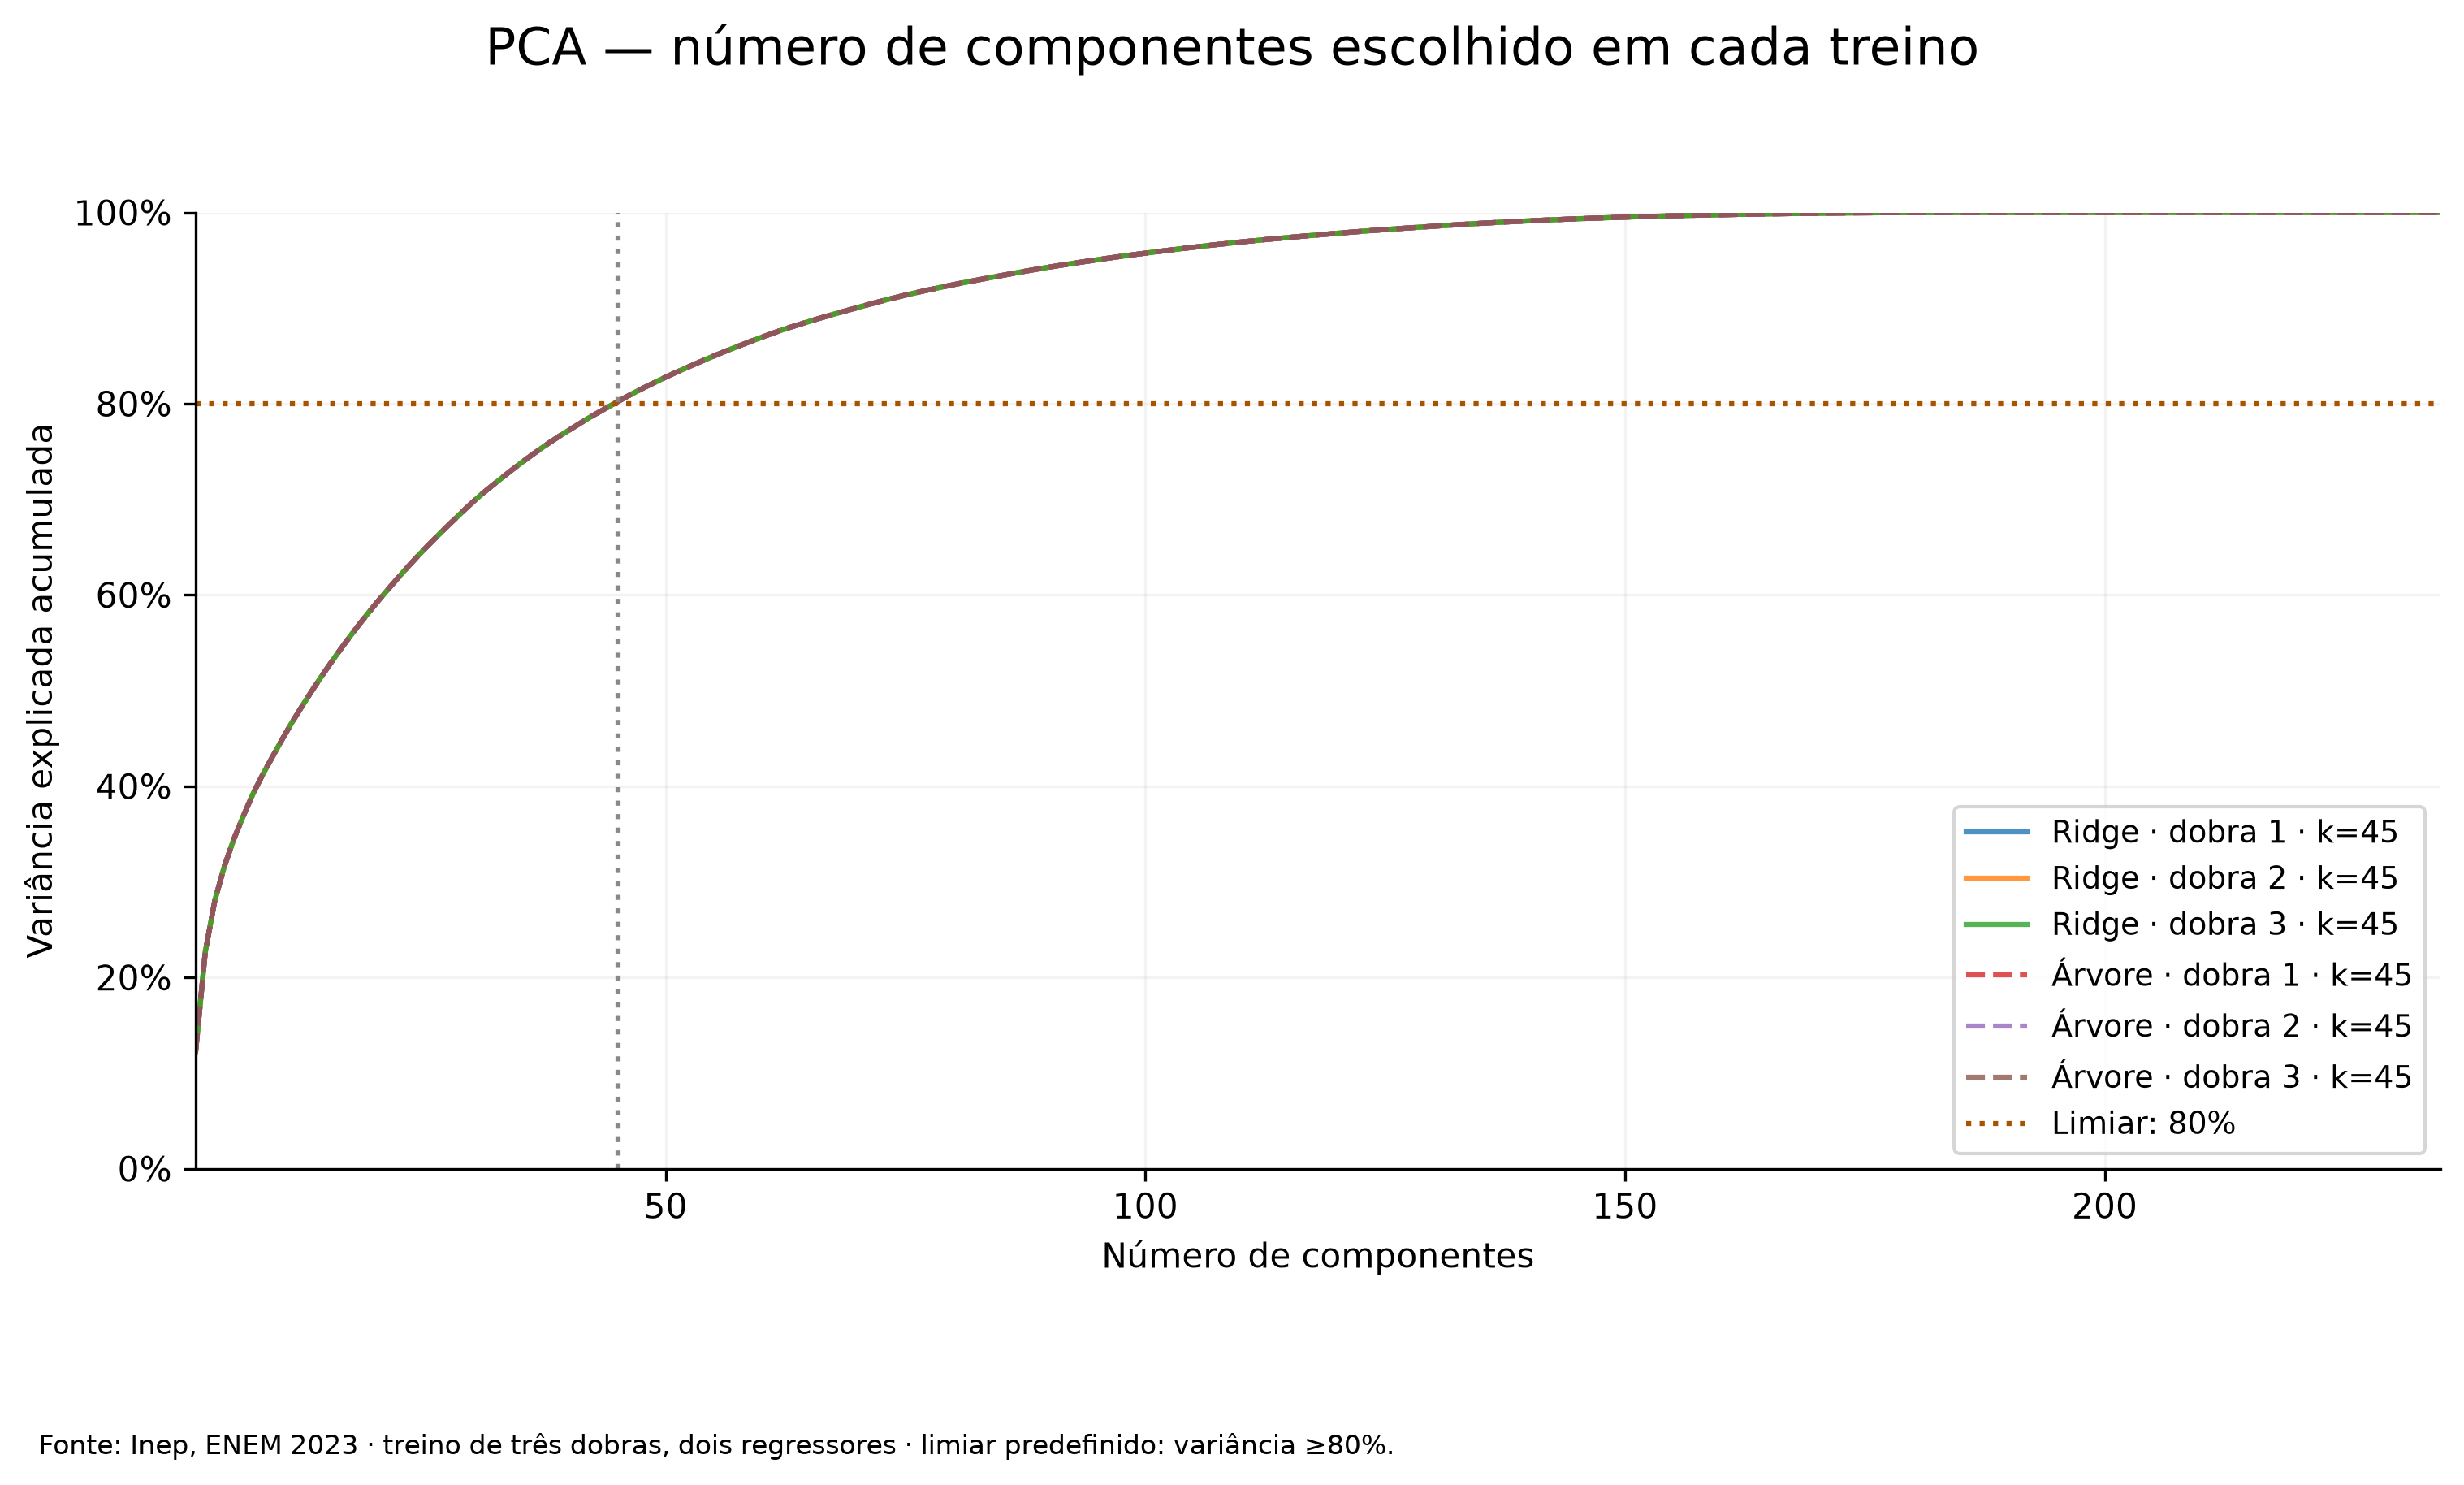 PCA — número de componentes escolhido em cada treino
100%
80%
60%
40%
20%
0%
Variância explicada acumulada
50
100
150
200
Número de componentes
Ridge · dobra 1 · k=45
Ridge · dobra 2 · k=45
Ridge · dobra 3 · k=45
Árvore · dobra 1 · k=45
Árvore · dobra 2 · k=45
Árvore · dobra 3 · k=45
Limiar: 80%
Fonte: Inep, ENEM 2023 · treino de três dobras, dois regressores · limiar predefinido: variância ≥80%.